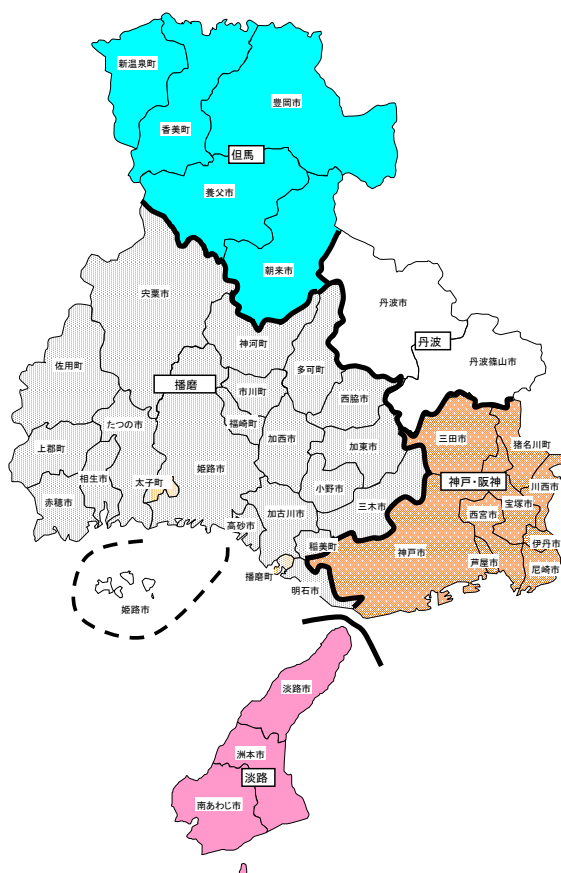 新温泉町
豊岡市
香美町
但馬
養父市
朝来市
宍粟市
丹波市
神河町
丹波
佐用町
丹波篠山市
多可町
播磨
市川町
西脇市
福崎町
たつの市
加西市
三田市
猪名川町
上郡町
姫路市
加東市
相生市
太子町
神戸・阪神
川西市
小野市
赤穂市
三木市
宝塚市
西宮市
加古川市
高砂市
稲美町
神戸市
伊丹市
芦屋市
尼崎市
播磨町
明石市
姫路市
淡路市
洲本市
淡路
南あわじ市